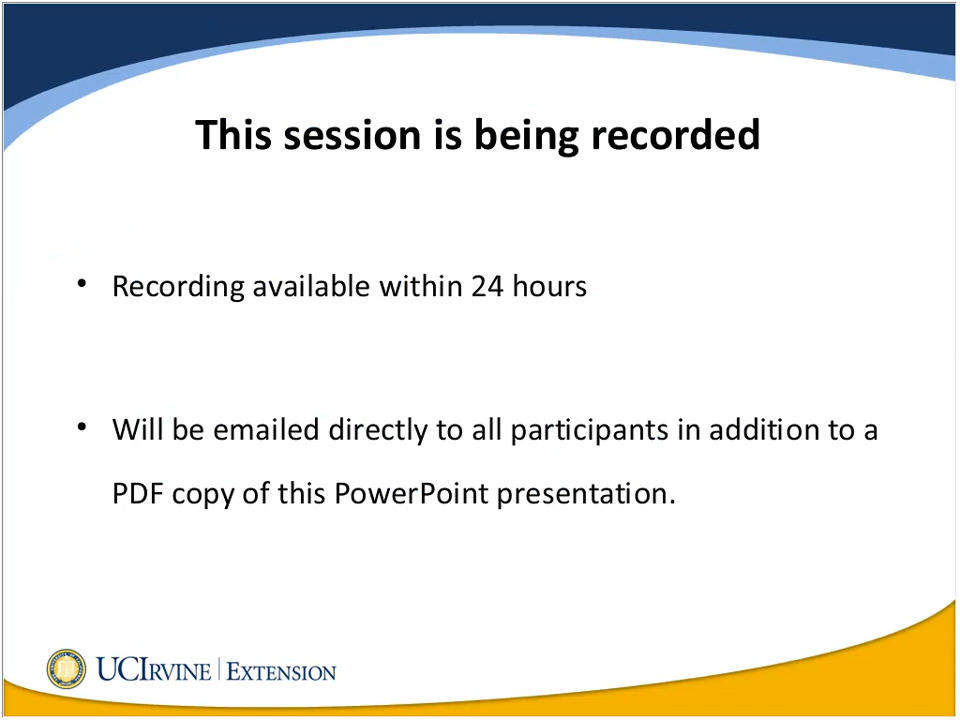 This session is being recorded
• Recording available within 24 hours
• Will be emailed directly to all participants in addition to a
PDF copy of this PowerPoint presentation.
UCIRVINE | EXTENSION